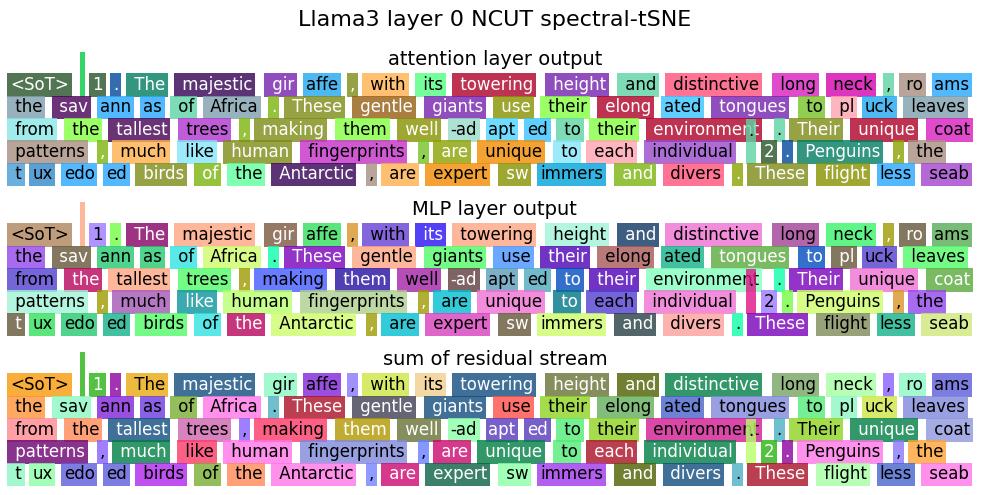 Llama3 layer 0 NCUT spectral-tSNE
attention layer output
<SoT> 1 . The majestic gir affe , with its towering height and distinctive long neck , ro ams
the sav ann as of Africa . These gentle giants use their elong ated tongues to pl uck leaves
from the tallest trees , making them well -ad apt ed to their environment . Their unique coat
patterns , much like human fingerprints , are unique to each individual . 2 . Penguins , the
t ux edo ed birds of the Antarctic , are expert sw immers and divers . These flight less seab
MLP layer output
<SoT> 1 . The majestic gir affe , with its towering height and distinctive long neck , ro ams
the sav ann as of Africa . These gentle giants use their elong ated tongues to pl uck leaves
from the tallest trees , making them well -ad apt ed to their environment . Their unique coat
patterns , much like human fingerprints , are unique to each individual . 2 . Penguins , the
t ux edo ed birds of the Antarctic , are expert sw immers and divers . These flight less seab
sum of residual stream
<SoT> 1 . The majestic gir affe , with its towering height and distinctive long neck , ro ams
the sav ann as of Africa . These gentle giants use their elong ated tongues to pl uck leaves
from the tallest trees , making them well -ad apt ed to their environment . Their unique coat
patterns , much like human fingerprints , are unique to each individual . 2 . Penguins , the
t ux edo ed birds of the Antarctic , are expert sw immers and divers . These flight less seab